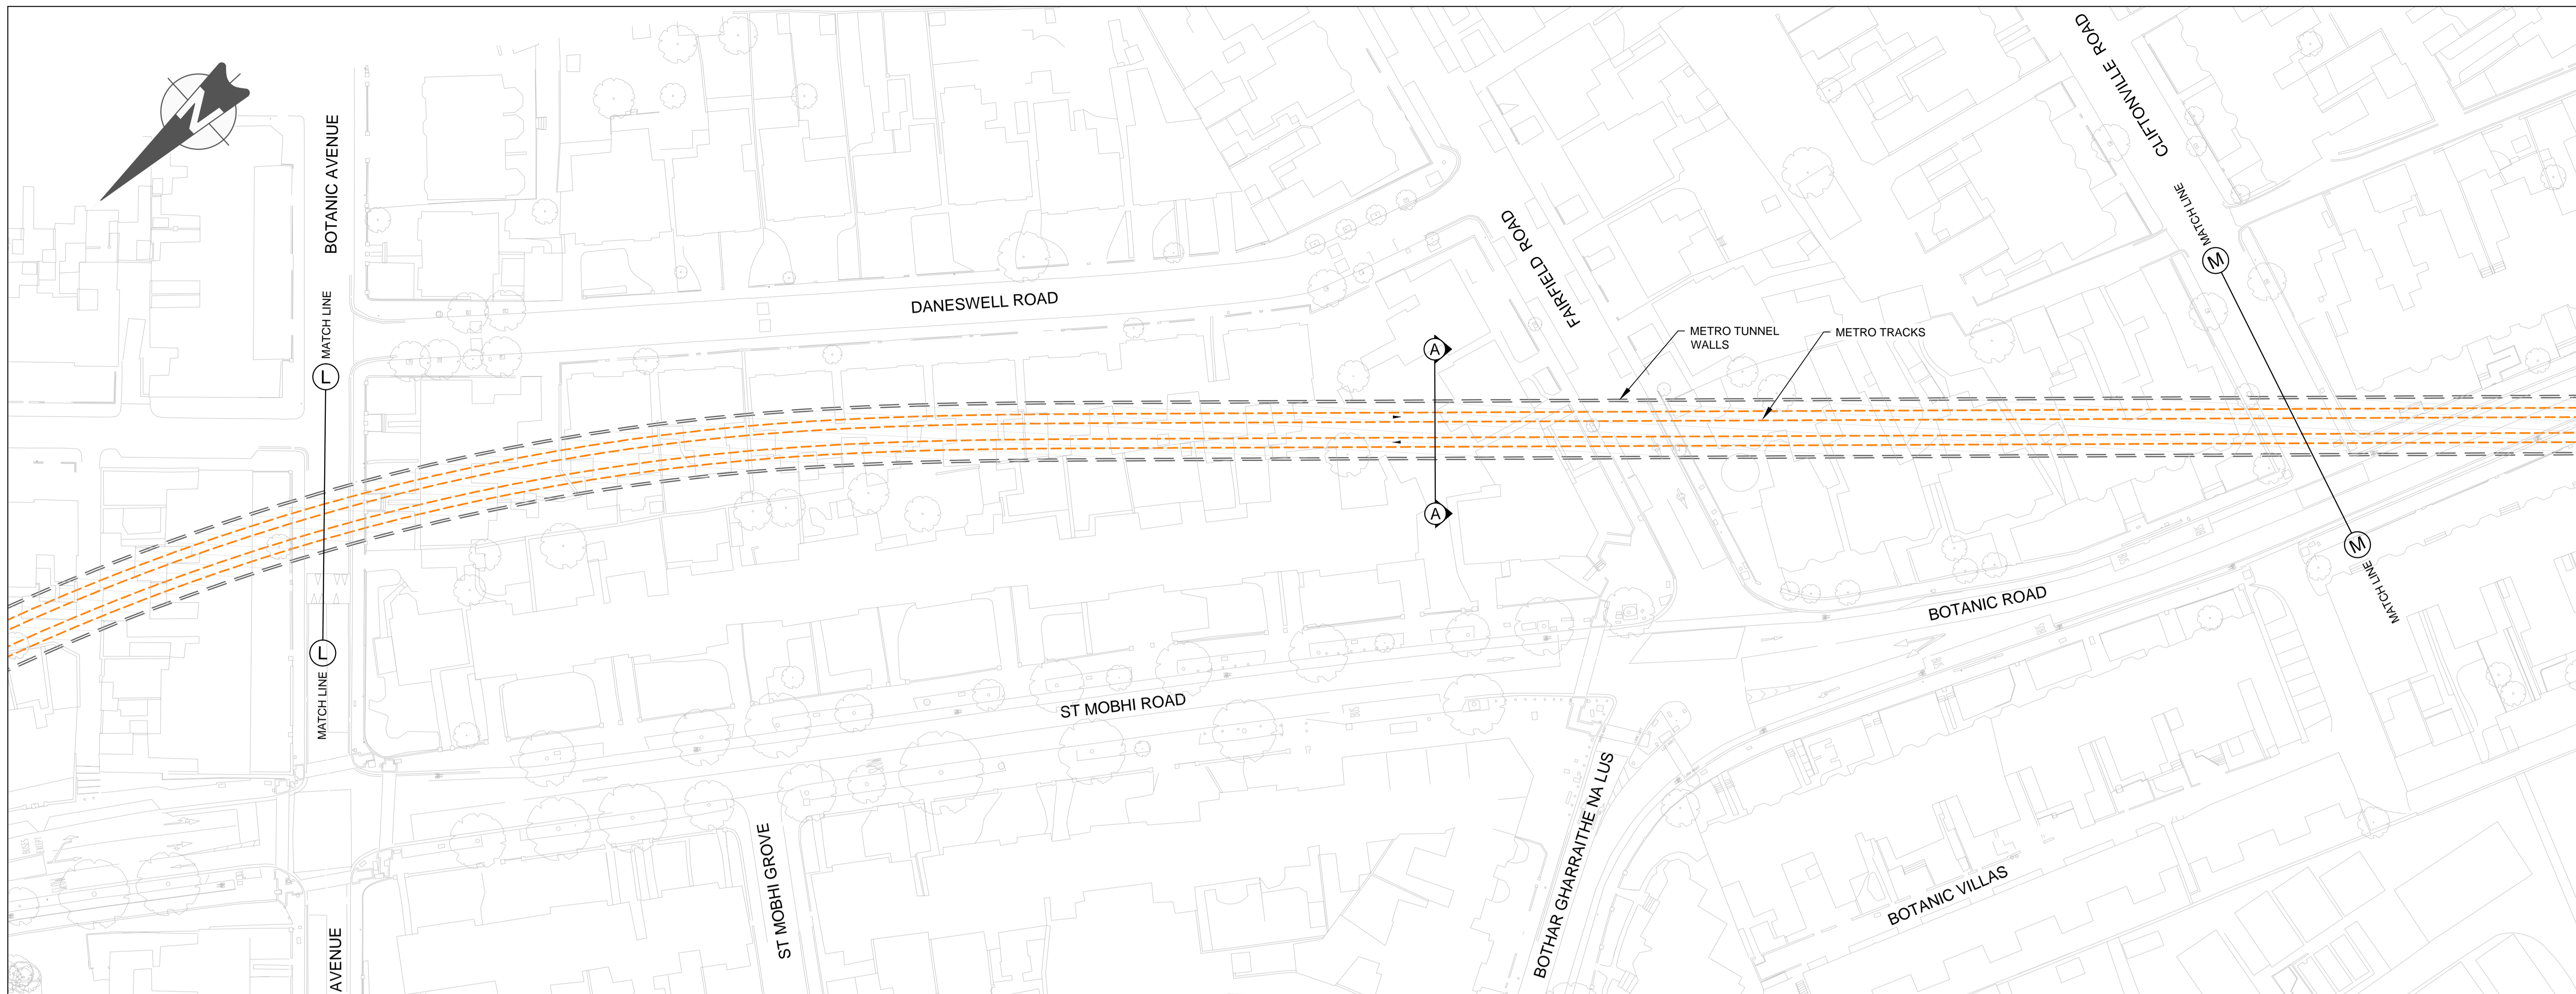 CLIFTONVILLE ROAD
N
BOTANIC AVENUE
MATCH LINE
M
FAIRFIELD ROAD
MATCH LINE
L
DANESWELL ROAD
METRO TUNNEL
WALLS
METRO TRACKS
A
A
M
MATCH LINE
BOTANIC ROAD
L
MATCH LINE
ST MOBHI ROAD
BOTHAR GHARRAITHE NA LUS
ST MOBHI GROVE
BOTANIC VILLAS
AVENUE